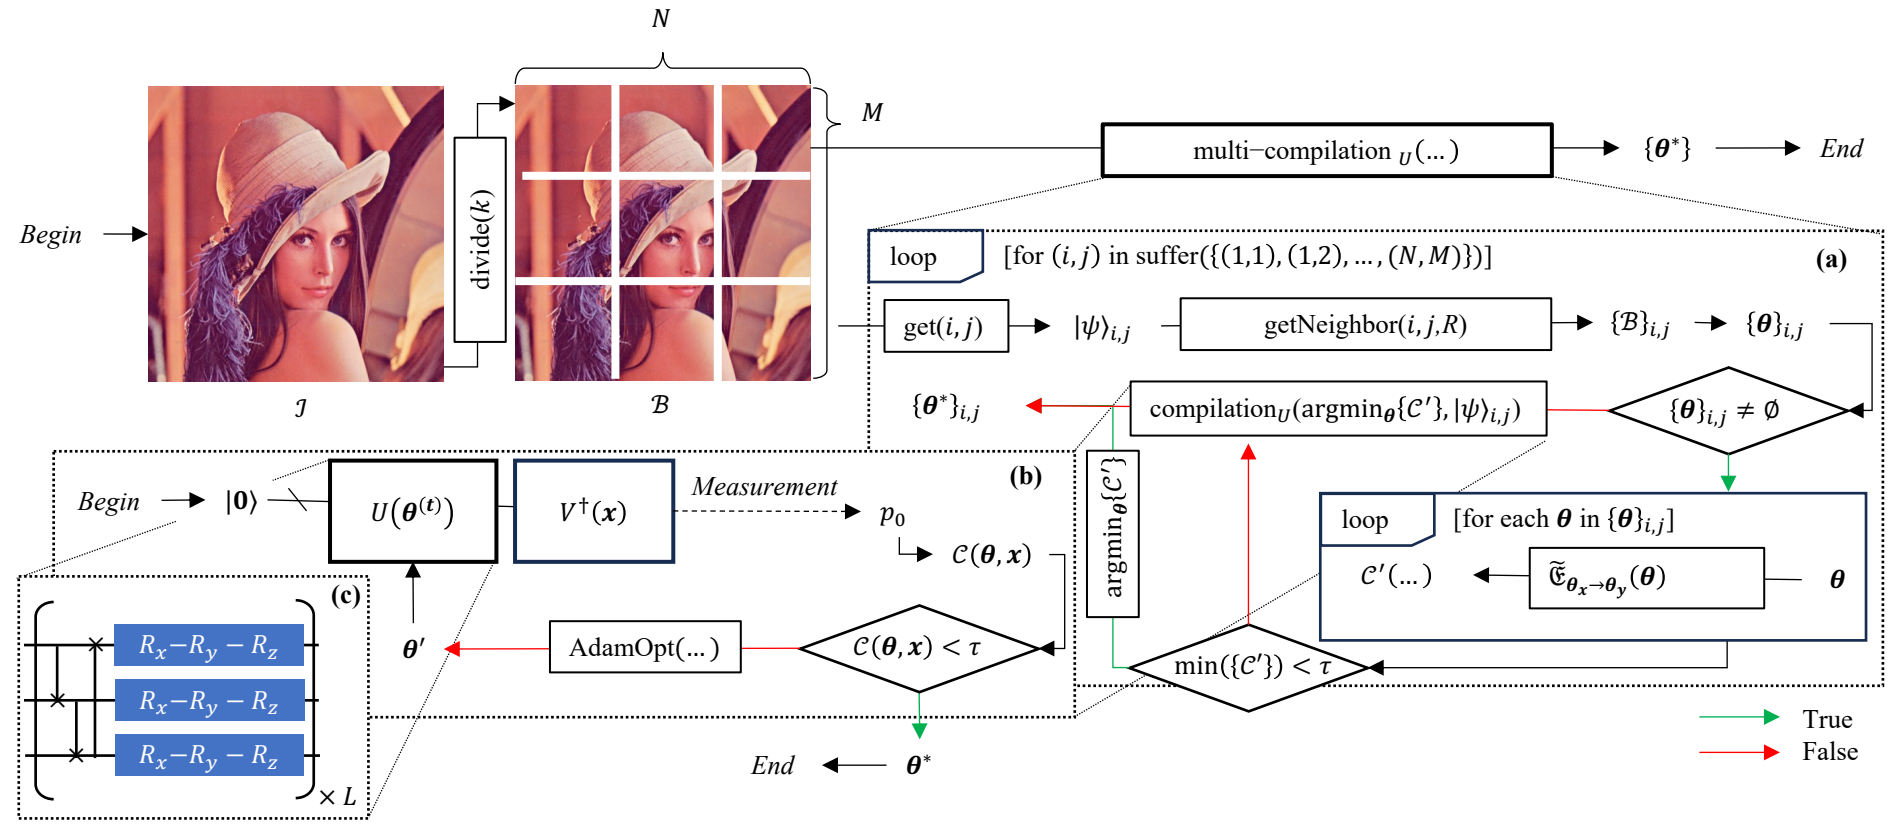 N
M
multi−compilation U(…)
{θ*}
End
Begin
divide(k)
loop
[for (i, j) in suffer({(1,1), (1,2), …, (N, M)})]
(a)
get(i, j)
|ψ⟩i,j
getNeighbor(i, j,R)
{ℬ}i,j
{θ}i,j
ℐ
ℬ
{θ*}i,j
compilationU(argminθ{𝒞′}, |ψ⟩i,j)
{θ}i,j ≠ ∅
argminθ{𝒞′}
(b)
Begin
|0⟩
U(θ(t))
V†(x)
Measurement
p0
𝒞(θ, x)
loop
[for each θ in {θ}i,j]
𝒞′(…)
𝔈̃θx→θy(θ)
θ
(c)
Rx−Ry − Rz
Rx−Ry − Rz
Rx−Ry − Rz
× L
θ′
AdamOpt(…)
𝒞(θ, x) < τ
min({𝒞′}) < τ
True
False
End
θ*